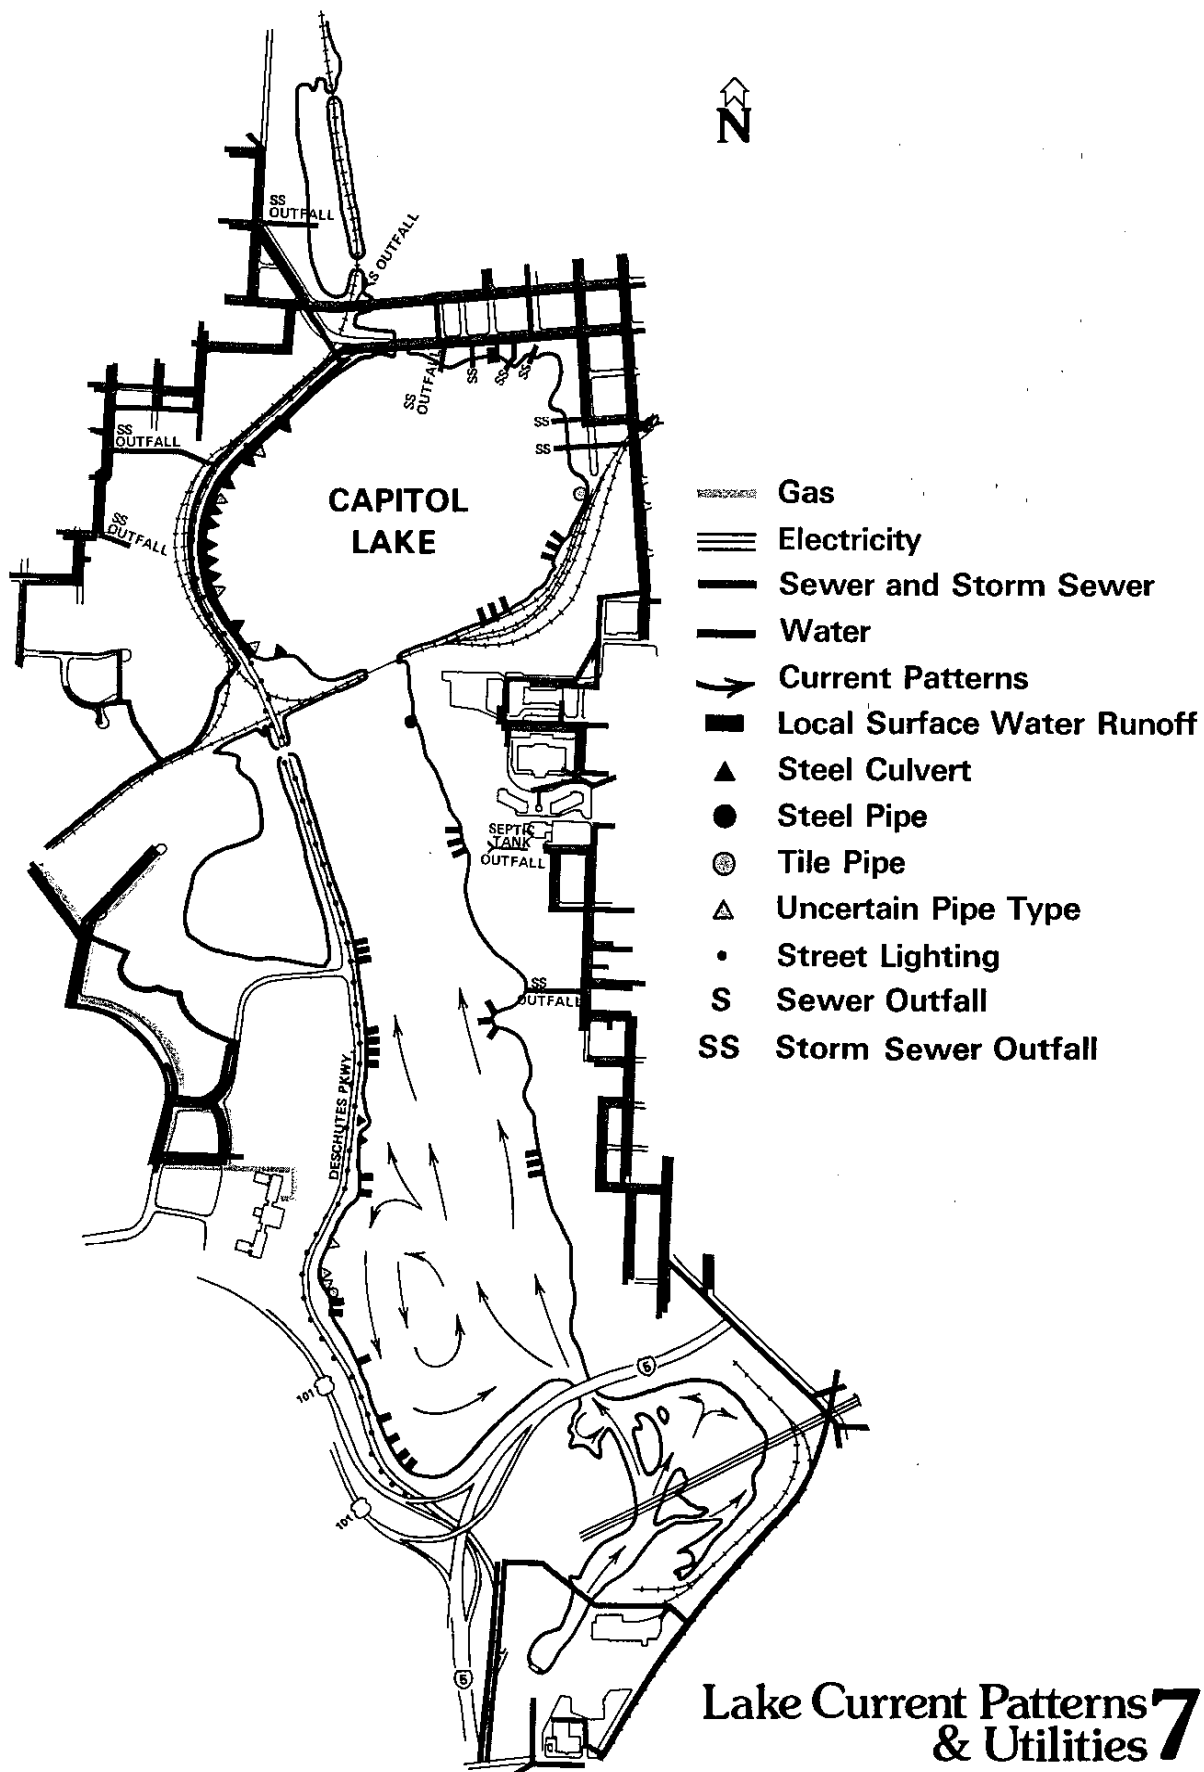 N
SS
OUTFALL
S OUTFALL
SS
OUTFALL
SS
SS
SS
SS
SS
SS
OUTFALL
SS
OUTFALL
CAPITOL
LAKE
Gas
Electricity
Sewer and Storm Sewer
Water
Current Patterns
Local Surface Water Runoff
Steel Culvert
Steel Pipe
Tile Pipe
Uncertain Pipe Type
Street Lighting
S Sewer Outfall
SS Storm Sewer Outfall
SEPTIC
TANK
OUTFALL
SS
OUTFALL
DESCHUTES PKWY
5
101
101
5
Lake Current Patterns 7
& Utilities